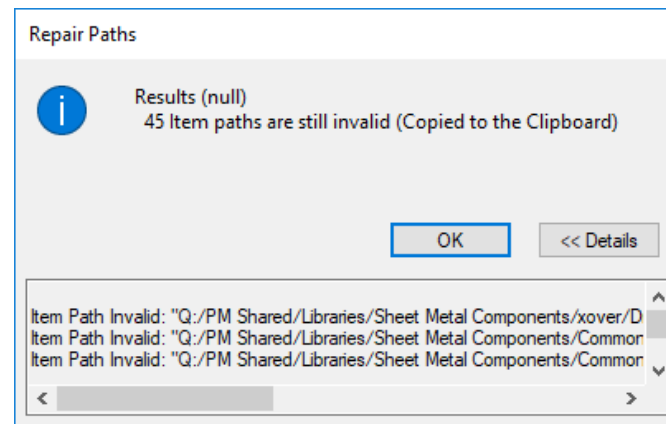 Repair Paths
Results (null)
45 Item paths are still invalid (Copied to the Clipboard)
OK
<< Details
Item Path Invalid: "Q:/PM Shared/Libraries/Sheet Metal Components/xover/D
Item Path Invalid: "Q:/PM Shared/Libraries/Sheet Metal Components/Common
Item Path Invalid: "Q:/PM Shared/Libraries/Sheet Metal Components/Common